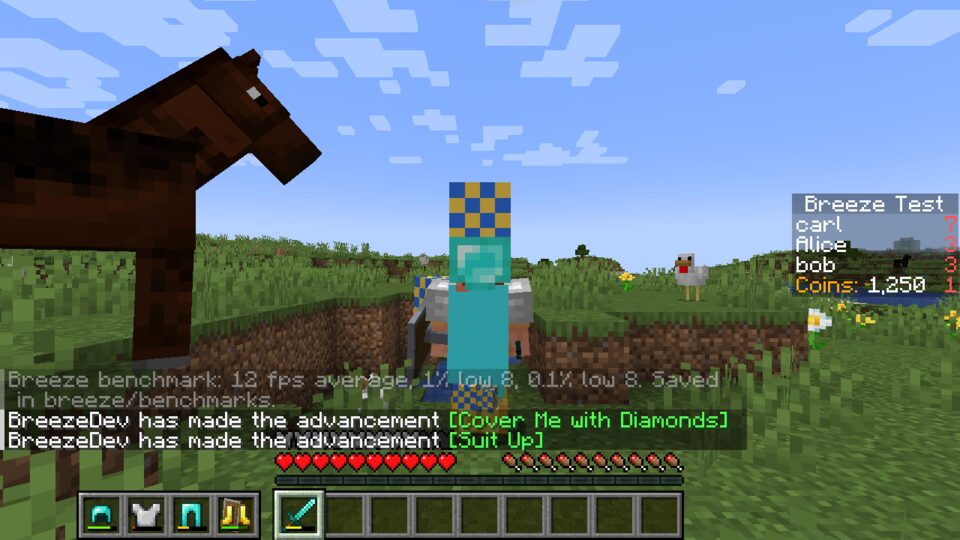 Breeze Test
carl 7
Alice 3
bob 3
Coins: 1,250 1
Breeze benchmark: 12 fps average, 1% low 8, 0.1% low 8. Saved
in breeze/benchmarks.
BreezeDev has made the advancement [Cover Me with Diamonds]
BreezeDev has made the advancement [Suit Up]